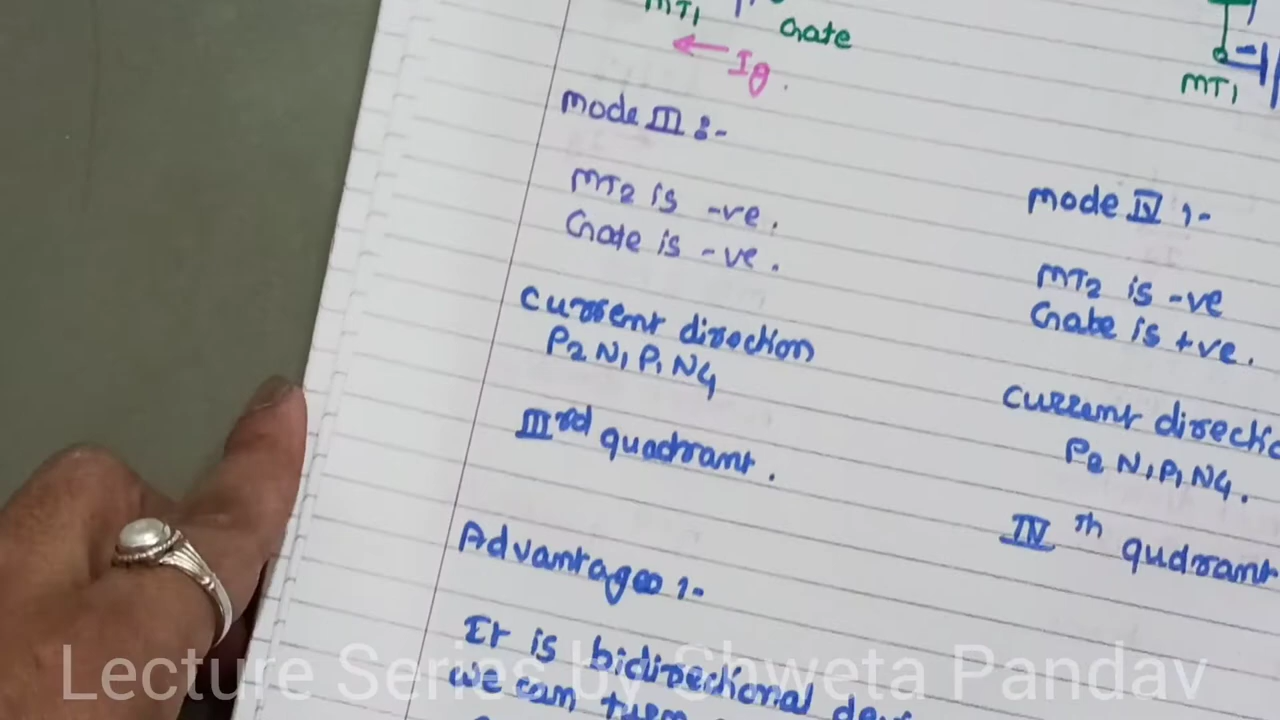 MT1
Gate
Ig.
MT1
Mode III :-
MT2 is -ve.
Gate is -ve.
Current direction
P2 N1 P1 N4
IIIrd quadrant.
Mode IV :-
MT2 is -ve
Gate is +ve.
Current directio
P2 N1 P1 N4.
IV th qudrant
Advantages :-
It is bidirectional
we can turn
Lecture Series by Shweta Pandav